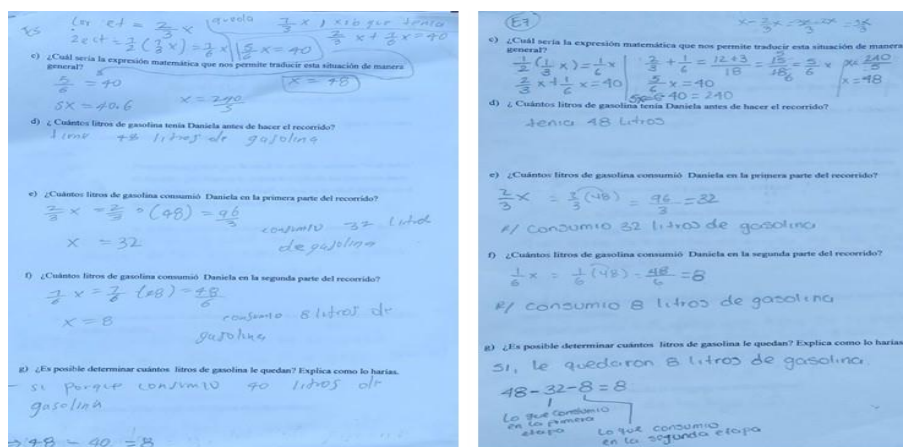 1er et = 2/3 x
queda 1/3 x
2 et = 1/2 (1/3 x) = 1/6 x
5/6 x = 40
2/3 x + 1/6 x = 40
c) ¿Cuál sería la expresión matemática que nos permite traducir esta situación de manera
general?
5/6 = 40
x = 48
5x = 40.6
x = 240/5
d) ¿ Cuántos litros de gasolina tenía Daniela antes de hacer el recorrido?
48 litros de gasolina
e) ¿Cuántos litros de gasolina consumió Daniela en la primera parte del recorrido?
2/3 x = 2/3 • (48) = 96/3
consumio 32 litros
x = 32
de gasolina
f) ¿Cuántos litros de gasolina consumió Daniela en la segunda parte del recorrido?
1/6 x = 1/6 (48) = 48/6
x = 8
consumio 8 litros de
gasolina
g) ¿Es posible determinar cuántos litros de gasolina le quedan? Explica como lo harías.
- si porque consumio 40 litros de
gasolina
→ 48 - 40 = 8
E7
x - 2/3 x = 3x - 2x / 3 = 1x/3
c) ¿Cuál sería la expresión matemática que nos permite traducir esta situación de manera
general?
1/2 (1/3 x) = 1/6 x
2/3 + 1/6 = 12+3/18 = 15/18 = 5/6 x
x = 240/5
2/3 x + 1/6 x = 40
5/6 x = 40
x = 48
40 = 240
d) ¿ Cuántos litros de gasolina tenía Daniela antes de hacer el recorrido?
tenia 48 Litros
e) ¿Cuántos litros de gasolina consumió Daniela en la primera parte del recorrido?
2/3 x = 2/3 (48) = 96/3 = 32
R/ consumio 32 litros de gasolina
f) ¿Cuántos litros de gasolina consumió Daniela en la segunda parte del recorrido?
1/6 x = 1/6 (48) = 48/6 = 8
R/ consumio 8 litros de gasolina
g) ¿Es posible determinar cuántos litros de gasolina le quedan? Explica como lo harías
si, le quedaron 8 litros de gasolina
48 - 32 - 8 = 8
Lo que consumio
en la primera
etapa
Lo que consumio
en la segunda etapa